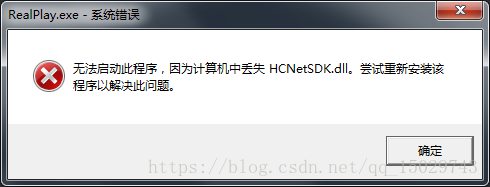 RealPlay.exe - 系统错误
无法启动此程序，因为计算机中丢失 HCNetSDK.dll。尝试重新安装该
程序以解决此问题。
确定
https://blog.csdn.net/qq_15029743